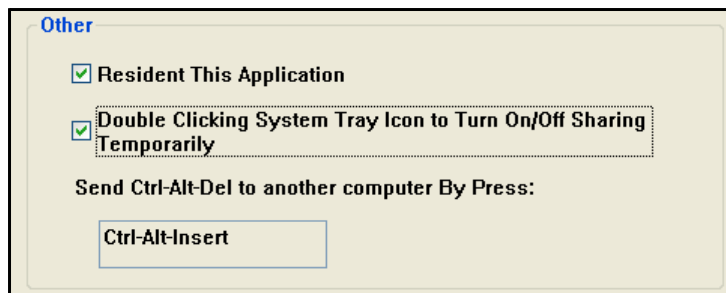 Other
Resident This Application
Double Clicking System Tray Icon to Turn On/Off Sharing
Temporarily
Send Ctrl-Alt-Del to another computer By Press:
Ctrl-Alt-Insert